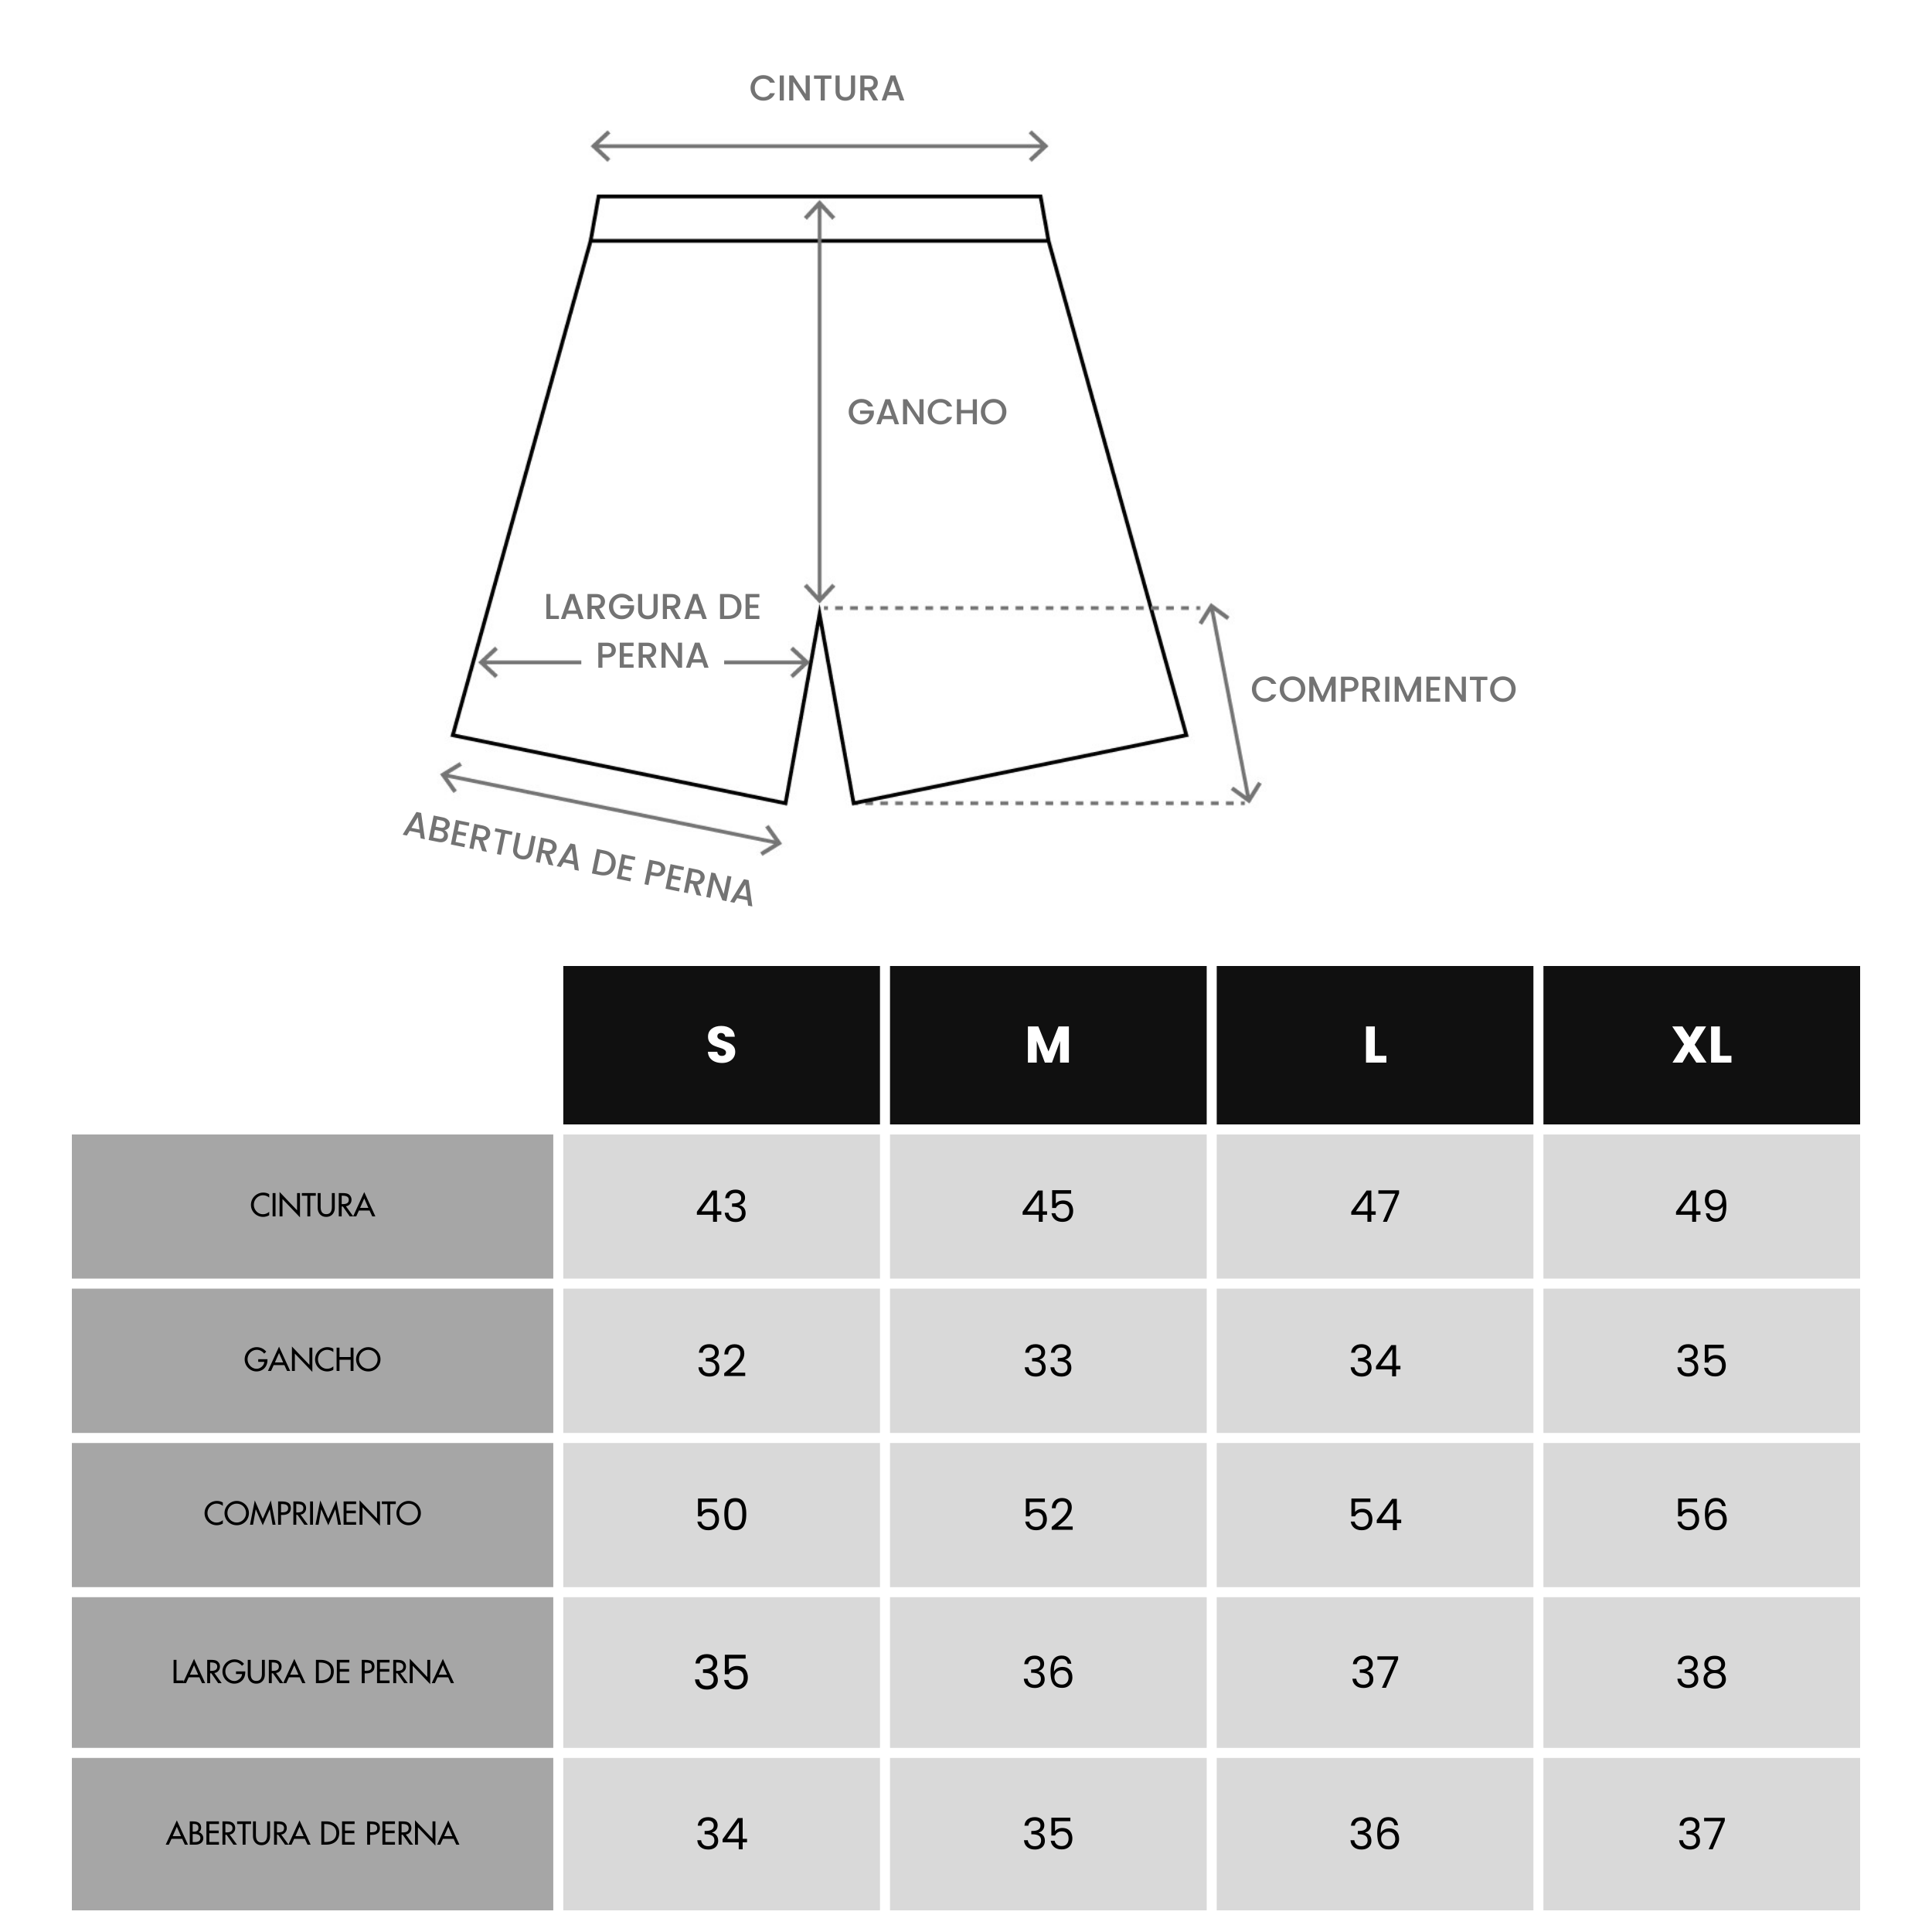 CINTURA
GANCHO
LARGURA DE
PERNA
COMPRIMENTO
ABERTURA DE PERNA
S M L XL
CINTURA 43 45 47 49
GANCHO 32 33 34 35
COMPRIMENTO 50 52 54 56
LARGURA DE PERNA 35 36 37 38
ABERTURA DE PERNA 34 35 36 37